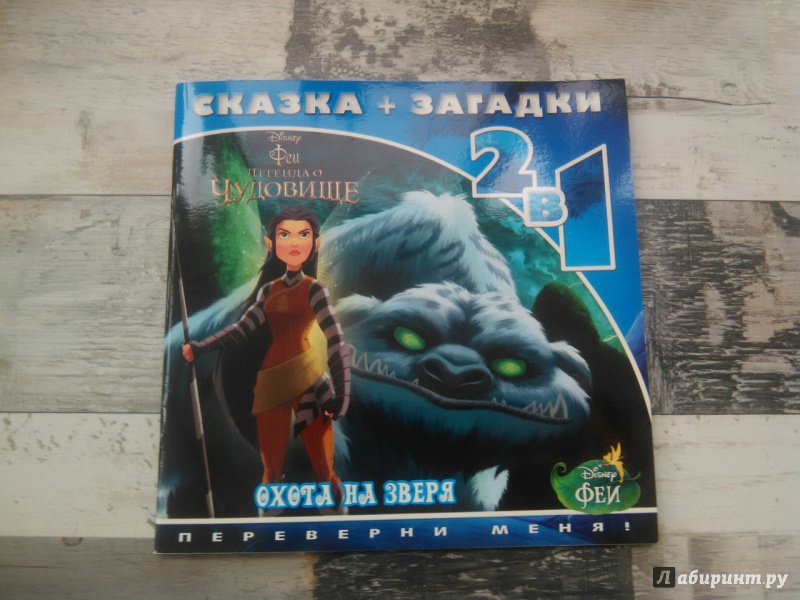 СКАЗКА + ЗАГАДКИ
2 в 1
Disney
Феи
ЛЕГЕНДА О
ЧУДОВИЩЕ
ОХОТА НА ЗВЕРЯ
Disney
ФЕИ
ПЕРЕВЕРНИ МЕНЯ!
Лабиринт.ру